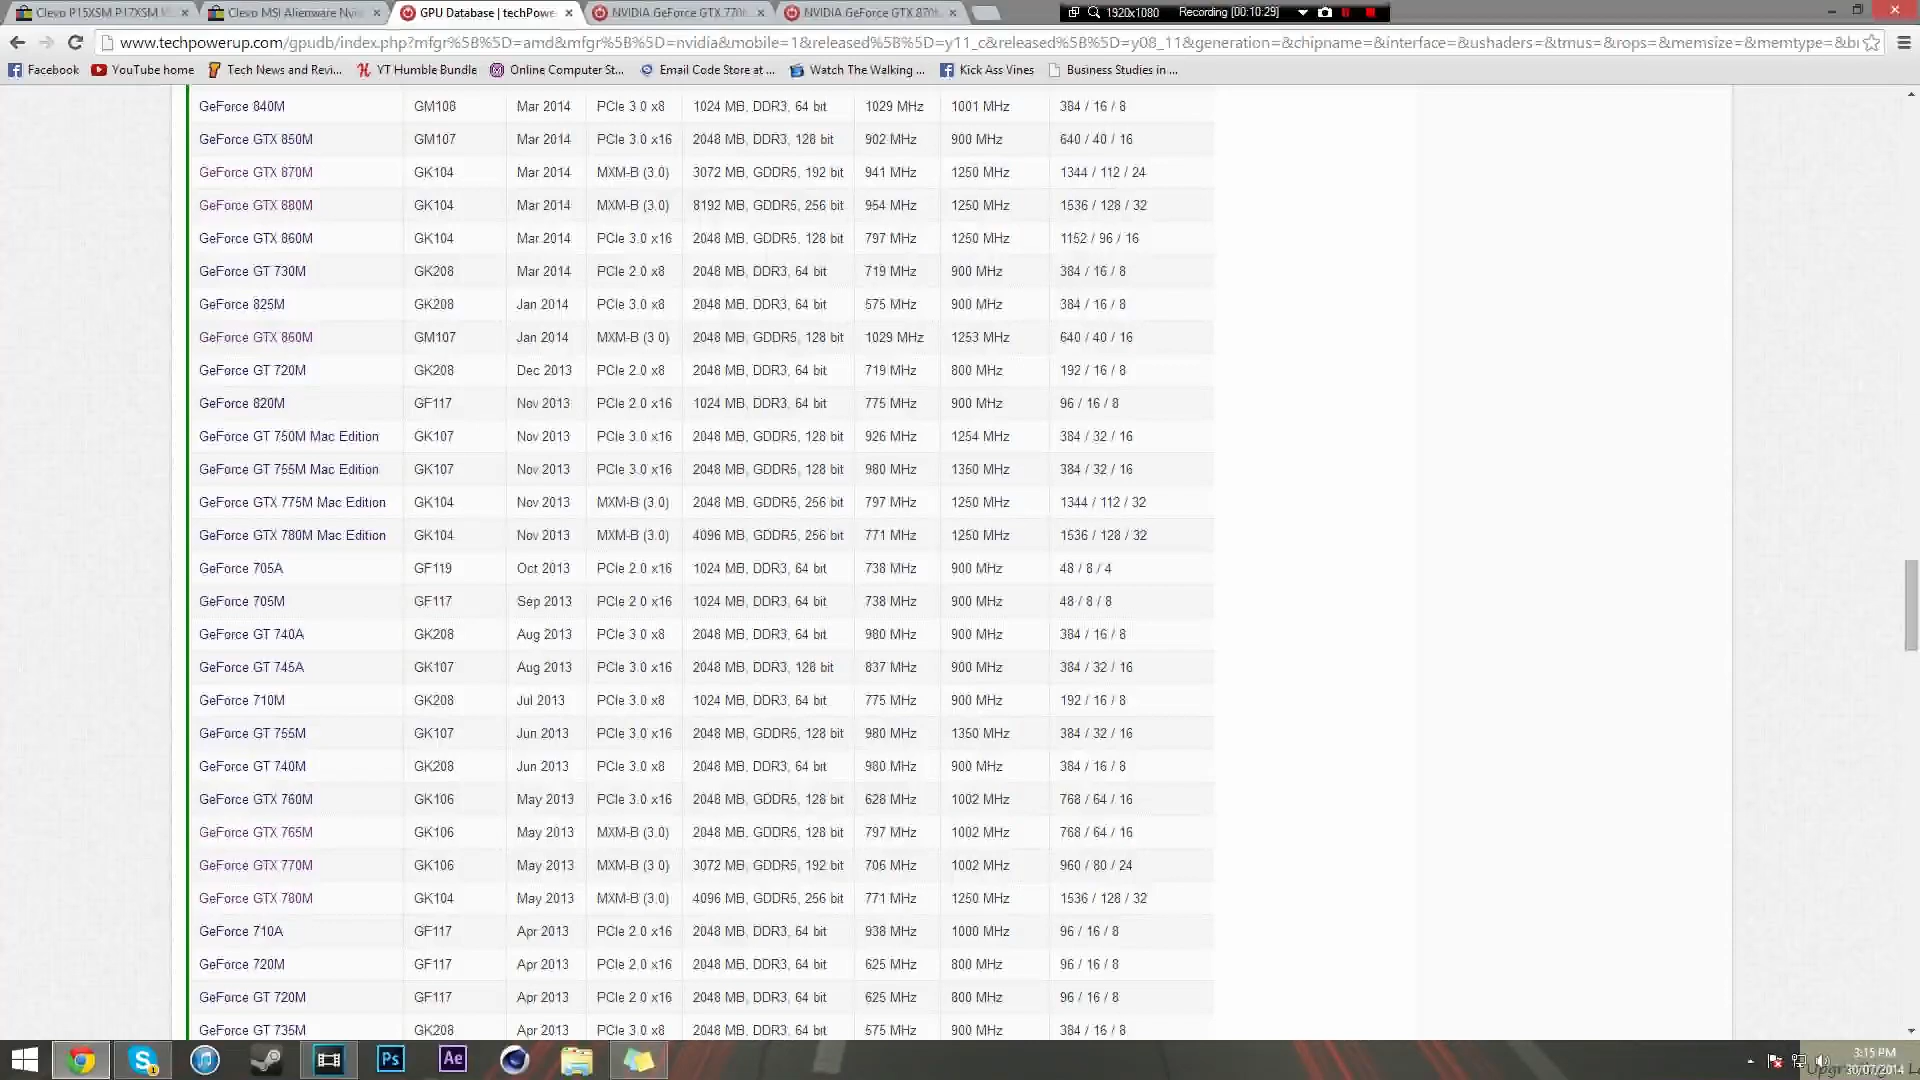 Clevo P15XSM P17XSM M
Clevo MSI Alienware Nvi
GPU Database | techPowe
NVIDIA GeForce GTX 770
NVIDIA GeForce GTX 870
1920x1080 Recording [00:10:29]
www.techpowerup.com/gpudb/index.php?mfgr%5B%5D=amd&mfgr%5B%5D=nvidia&mobile=1&released%5B%5D=y11_c&released%5B%5D=y08_11&generation=&chipname=&interface=&ushaders=&tmus=&rops=&memsize=&memtype=&b
Facebook YouTube home Tech News and Revi... YT Humble Bundle Online Computer St... Email Code Store at ... Watch The Walking ... Kick Ass Vines Business Studies in ...
GeForce 840M GM108 Mar 2014 PCIe 3.0 x8 1024 MB, DDR3, 64 bit 1029 MHz 1001 MHz 384 / 16 / 8
GeForce GTX 850M GM107 Mar 2014 PCIe 3.0 x16 2048 MB, DDR3, 128 bit 902 MHz 900 MHz 640 / 40 / 16
GeForce GTX 870M GK104 Mar 2014 MXM-B (3.0) 3072 MB, GDDR5, 192 bit 941 MHz 1250 MHz 1344 / 112 / 24
GeForce GTX 880M GK104 Mar 2014 MXM-B (3.0) 8192 MB, GDDR5, 256 bit 954 MHz 1250 MHz 1536 / 128 / 32
GeForce GTX 860M GK104 Mar 2014 PCIe 3.0 x16 2048 MB, GDDR5, 128 bit 797 MHz 1250 MHz 1152 / 96 / 16
GeForce GT 730M GK208 Mar 2014 PCIe 2.0 x8 2048 MB, DDR3, 64 bit 719 MHz 900 MHz 384 / 16 / 8
GeForce 825M GK208 Jan 2014 PCIe 3.0 x8 2048 MB, DDR3, 64 bit 575 MHz 900 MHz 384 / 16 / 8
GeForce GTX 860M GM107 Jan 2014 MXM-B (3.0) 2048 MB, GDDR5, 128 bit 1029 MHz 1253 MHz 640 / 40 / 16
GeForce GT 720M GK208 Dec 2013 PCIe 2.0 x8 2048 MB, DDR3, 64 bit 719 MHz 800 MHz 192 / 16 / 8
GeForce 820M GF117 Nov 2013 PCIe 2.0 x16 1024 MB, DDR3, 64 bit 775 MHz 900 MHz 96 / 16 / 8
GeForce GT 750M Mac Edition GK107 Nov 2013 PCIe 3.0 x16 2048 MB, GDDR5, 128 bit 926 MHz 1254 MHz 384 / 32 / 16
GeForce GT 755M Mac Edition GK107 Nov 2013 PCIe 3.0 x16 2048 MB, GDDR5, 128 bit 980 MHz 1350 MHz 384 / 32 / 16
GeForce GTX 775M Mac Edition GK104 Nov 2013 MXM-B (3.0) 2048 MB, GDDR5, 256 bit 797 MHz 1250 MHz 1344 / 112 / 32
GeForce GTX 780M Mac Edition GK104 Nov 2013 MXM-B (3.0) 4096 MB, GDDR5, 256 bit 771 MHz 1250 MHz 1536 / 128 / 32
GeForce 705A GF119 Oct 2013 PCIe 2.0 x16 1024 MB, DDR3, 64 bit 738 MHz 900 MHz 48 / 8 / 4
GeForce 705M GF117 Sep 2013 PCIe 2.0 x16 1024 MB, DDR3, 64 bit 738 MHz 900 MHz 48 / 8 / 8
GeForce GT 740A GK208 Aug 2013 PCIe 3.0 x8 2048 MB, DDR3, 64 bit 980 MHz 900 MHz 384 / 16 / 8
GeForce GT 745A GK107 Aug 2013 PCIe 3.0 x16 2048 MB, DDR3, 128 bit 837 MHz 900 MHz 384 / 32 / 16
GeForce 710M GK208 Jul 2013 PCIe 3.0 x8 1024 MB, DDR3, 64 bit 775 MHz 900 MHz 192 / 16 / 8
GeForce GT 755M GK107 Jun 2013 PCIe 3.0 x16 2048 MB, GDDR5, 128 bit 980 MHz 1350 MHz 384 / 32 / 16
GeForce GT 740M GK208 Jun 2013 PCIe 3.0 x8 2048 MB, DDR3, 64 bit 980 MHz 900 MHz 384 / 16 / 8
GeForce GTX 760M GK106 May 2013 PCIe 3.0 x16 2048 MB, GDDR5, 128 bit 628 MHz 1002 MHz 768 / 64 / 16
GeForce GTX 765M GK106 May 2013 MXM-B (3.0) 2048 MB, GDDR5, 128 bit 797 MHz 1002 MHz 768 / 64 / 16
GeForce GTX 770M GK106 May 2013 MXM-B (3.0) 3072 MB, GDDR5, 192 bit 706 MHz 1002 MHz 960 / 80 / 24
GeForce GTX 780M GK104 May 2013 MXM-B (3.0) 4096 MB, GDDR5, 256 bit 771 MHz 1250 MHz 1536 / 128 / 32
GeForce 710A GF117 Apr 2013 PCIe 2.0 x16 2048 MB, DDR3, 64 bit 938 MHz 1000 MHz 96 / 16 / 8
GeForce 720M GF117 Apr 2013 PCIe 2.0 x16 2048 MB, DDR3, 64 bit 625 MHz 800 MHz 96 / 16 / 8
GeForce GT 720M GF117 Apr 2013 PCIe 2.0 x16 2048 MB, DDR3, 64 bit 625 MHz 800 MHz 96 / 16 / 8
GeForce GT 735M GK208 Apr 2013 PCIe 3.0 x8 2048 MB, DDR3, 64 bit 575 MHz 900 MHz 384 / 16 / 8
Ps Ae
3:15 PM
30/07/2014